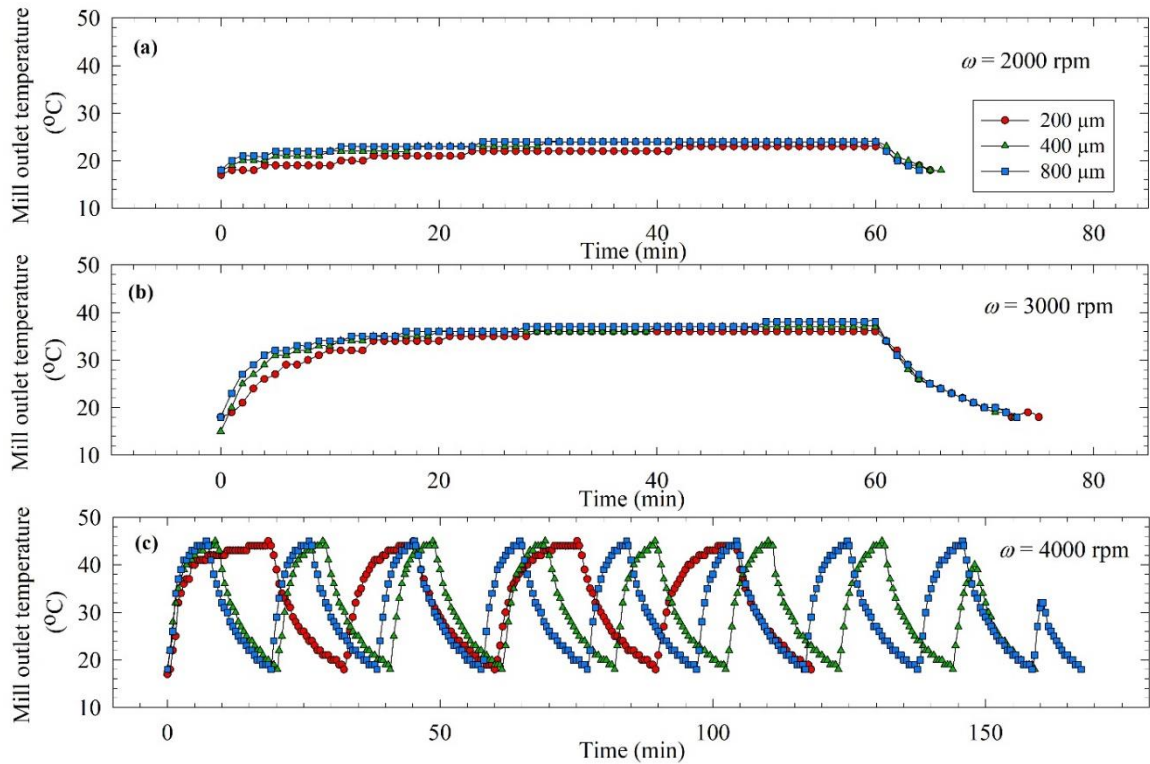 50
40
30
20
10
Mill outlet temperature
(°C)
(a)
ω = 2000 rpm
200 µm
400 µm
800 µm
0 20 40 60 80
Time (min)
50
40
30
20
10
Mill outlet temperature
(°C)
(b)
ω = 3000 rpm
0 20 40 60 80
Time (min)
50
40
30
20
10
Mill outlet temperature
(°C)
(c)
ω = 4000 rpm
0 50 100 150
Time (min)